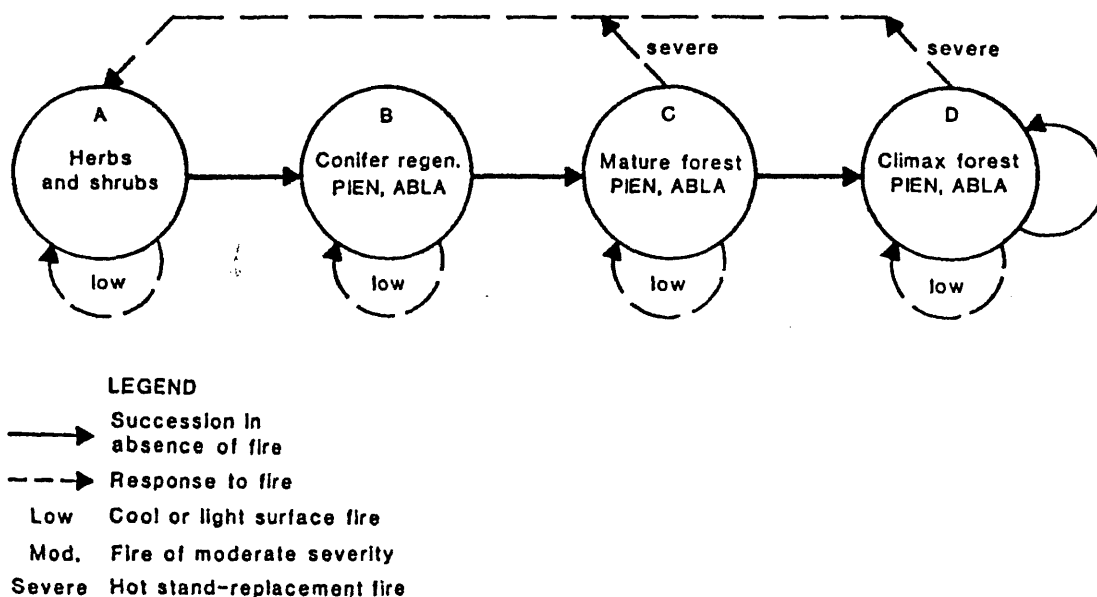 severe
severe
A
Herbs
and shrubs
low
B
Conifer regen.
PIEN, ABLA
low
C
Mature forest
PIEN, ABLA
low
D
Climax forest
PIEN, ABLA
low
LEGEND
Succession in
absence of fire
Response to fire
Low Cool or light surface fire
Mod. Fire of moderate severity
Severe Hot stand-replacement fire